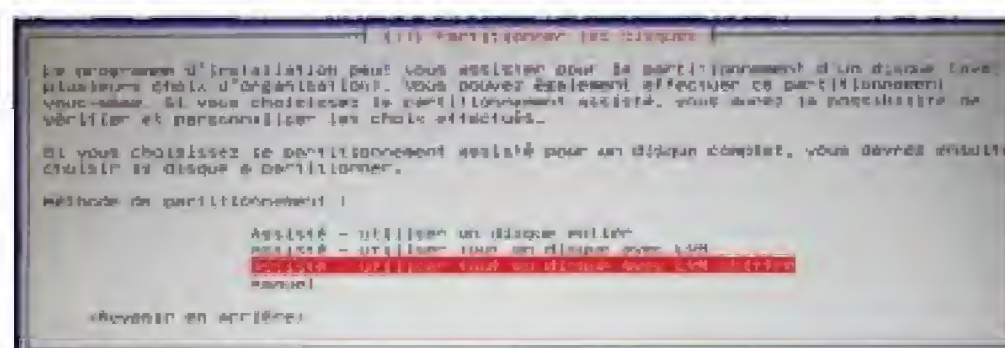 [!!] Partitionner les disques
Le programme d'installation peut vous assister pour le partitionnement d'un disque (avec
plusieurs choix d'organisation). Vous pouvez également effectuer ce partitionnement
vous-même. Si vous choisissez le partitionnement assisté, vous aurez la possibilité de
vérifier et personnaliser les choix effectués.
Si vous choisissez le partitionnement assisté pour un disque complet, vous devrez ensuite
choisir le disque à partitionner.
Méthode de partitionnement :
Assisté - utiliser un disque entier
Assisté - utiliser tout un disque avec LVM
Assisté - utiliser tout un disque avec LVM chiffré
Manuel
<Revenir en arrière>